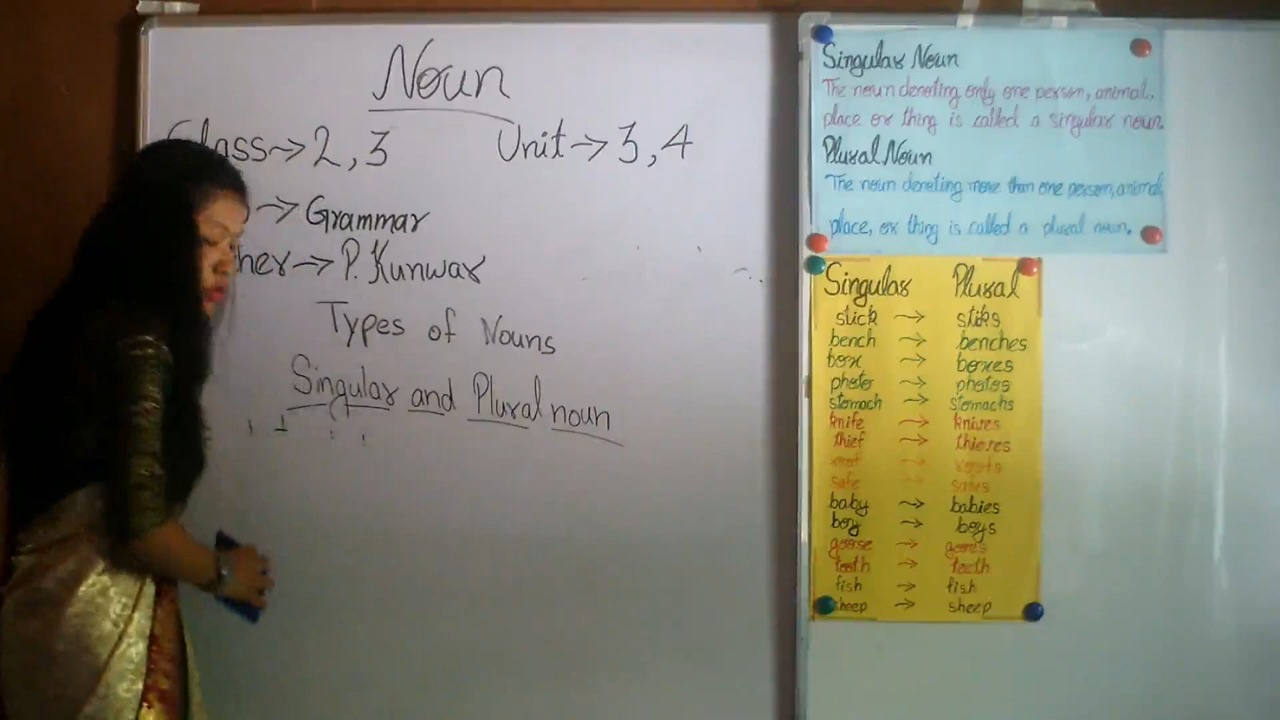 Noun
Class → 2, 3 Unit → 3, 4
→ Grammar
her → P. Kunwar
Types of Nouns
Singular and Plural noun
Singular Noun
The noun denoting only one person, animal,
place or thing is called a singular noun.
Plural Noun
The noun denoting more than one person, animal,
place, or thing is called a plural noun.
Singular Plural
stick → stiks
bench → benches
box → boxes
photo → photos
stomach → stomachs
knife → knives
thief → thieves
safe → safes
baby → babies
boy → boys
goose →
→ teeth
fish → fish
sheep → sheep